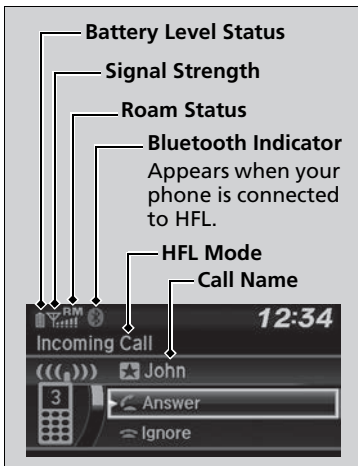 Battery Level Status
Signal Strength
Roam Status
Bluetooth Indicator
Appears when your
phone is connected
to HFL.
HFL Mode
Call Name
RM
12:34
Incoming Call
John
3
Answer
Ignore